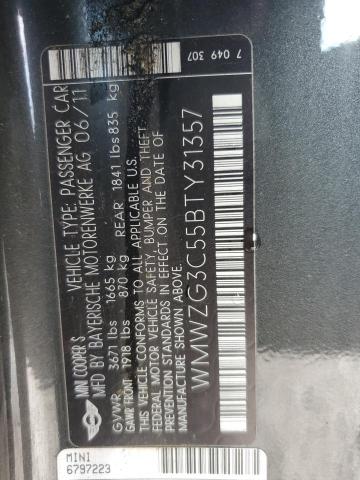 MINI COOPER S VEHICLE TYPE: PASSENGER CAR
MFD BY BAYERISCHE MOTORENWERKE AG 06/11
GVWR 3671 lbs 1665 kg
GAWR FRONT 1918 lbs 870 kg REAR 1841 lbs 835 kg
THIS CONFORMS TO ALL APPLICABLE U.S.
FEDERAL MOTOR VEHICLE SAFETY, BUMPER AND THEFT
PREVENTION STANDARDS IN EFFECT ON THE DATE OF
MANUFACTURE SHOWN ABOVE.
WMWZG3C55BTY31357
7 049 307
MINI
6797223